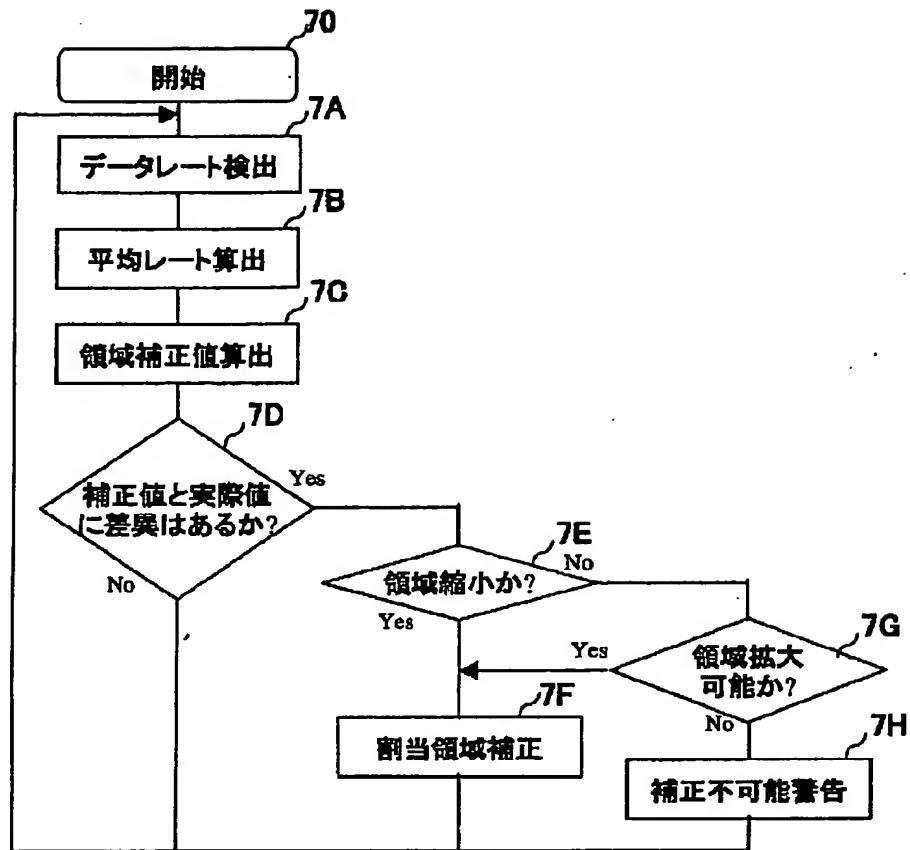 70
開始
7A
データレート検出
7B
平均レート算出
7C
領域補正値算出
7D
補正値と実際値
に差異はあるか?
Yes
No
7E
領域縮小か?
No
Yes
7G
領域拡大
可能か?
Yes
No
7F
割当領域補正
7H
補正不可能警告